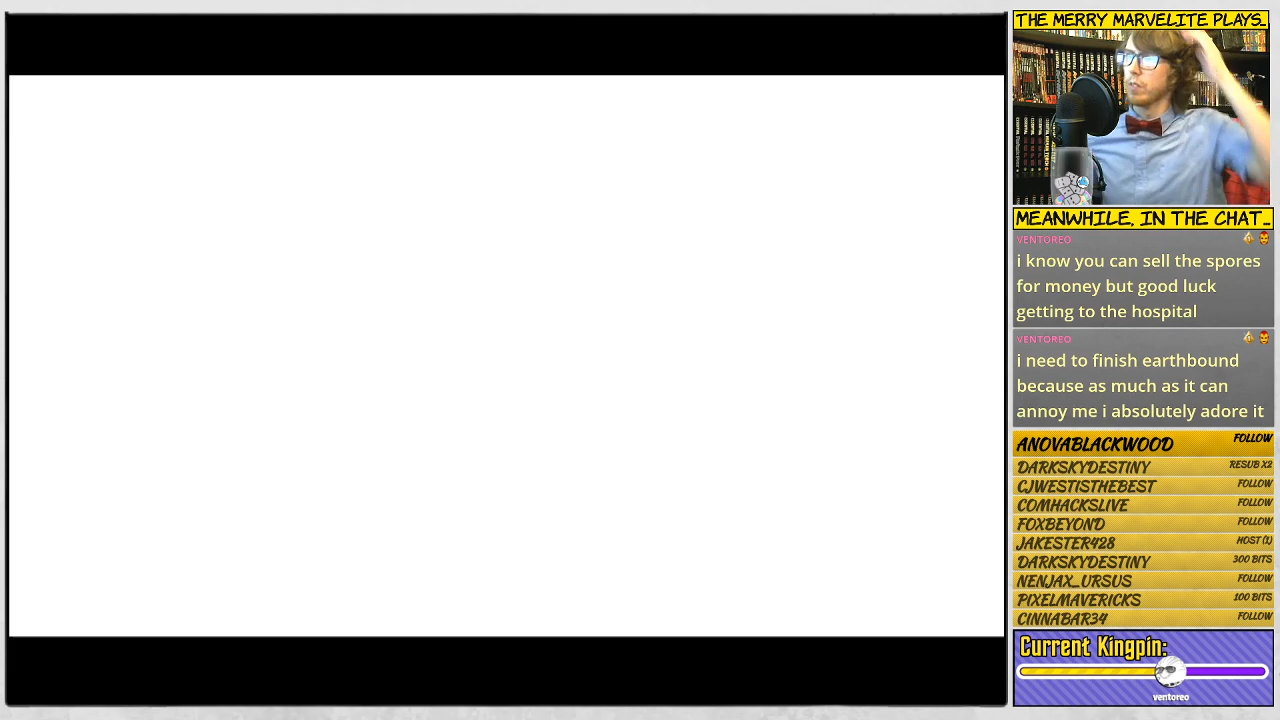 THE MERRY MARVELITE PLAYS...
MEANWHILE, IN THE CHAT...
VENTOREO
i know you can sell the spores
for money but good luck
getting to the hospital
VENTOREO
i need to finish earthbound
because as much as it can
annoy me i absolutely adore it
ANOVABLACKWOOD FOLLOW
DARKSKYDESTINY RESUB X2
CJWESTISTHEBEST FOLLOW
COMHACKSLIVE FOLLOW
FOXBEYOND FOLLOW
JAKESTER428 HOST (1)
DARKSKYDESTINY 300 BITS
NENJAX_URSUS FOLLOW
PIXELMAVERICKS 100 BITS
CINNABAR34 FOLLOW
Current Kingpin:
ventoreo